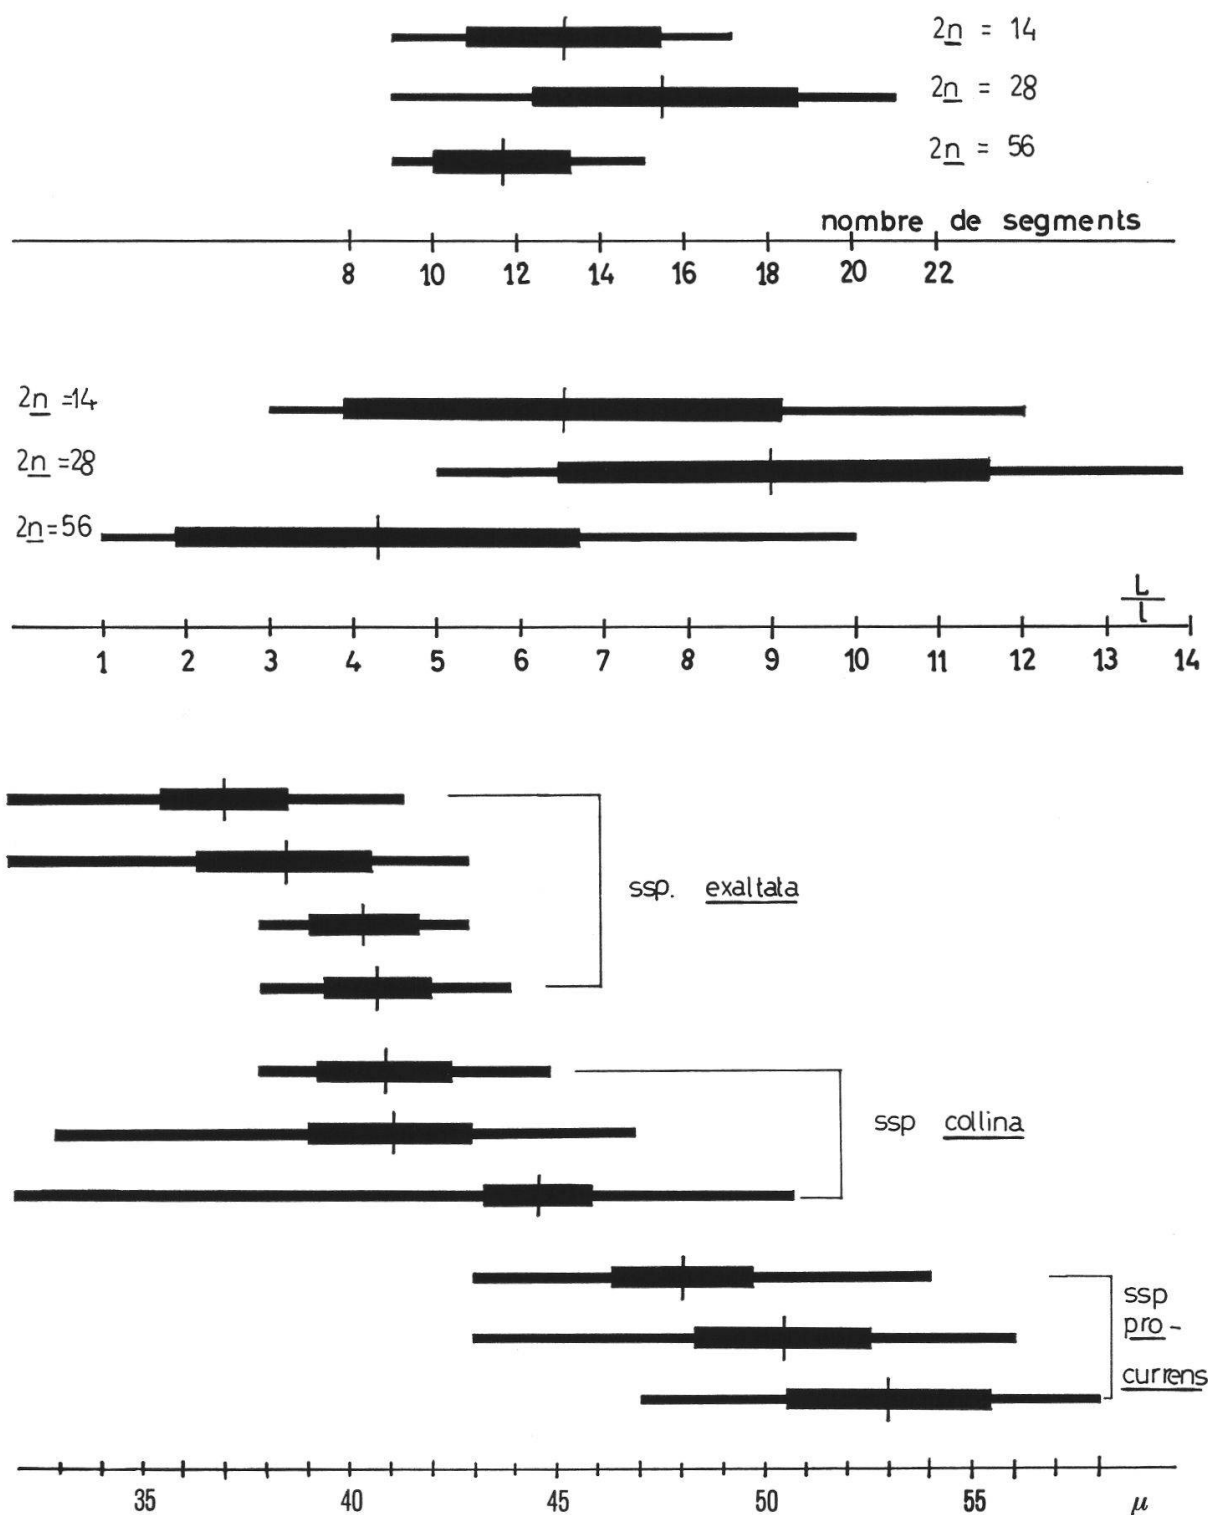 2n = 14
2n = 28
2n = 56
nombre de segments
8 10 12 14 16 18 20 22
2n =14
2n =28
2n =56
L
l
1 2 3 4 5 6 7 8 9 10 11 12 13 14
ssp. exaltata
ssp collina
ssp
pro-
currens
35 40 45 50 55 μ